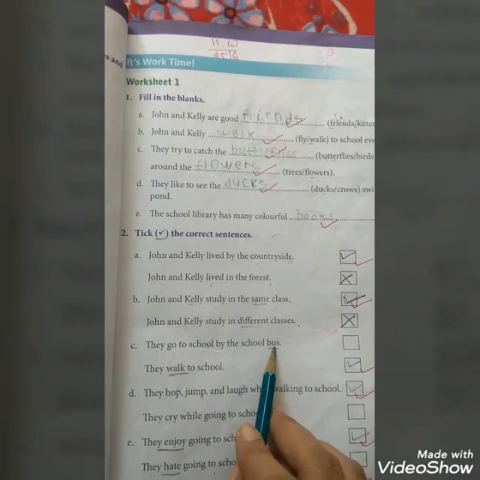 H W
It's Work Time!
Worksheet 1
1. Fill in the blanks.
a. John and Kelly are good friends (friends/kitten
b. John and Kelly walk (fly/walk) to school eve
c. They try to catch the butterflies (butterflies/birds
around the flowers (trees/flowers).
d. They like to see the ducks (ducks/crows) swi
pond.
e. The school library has many colourful books
2. Tick (✓) the correct sentences.
a. John and Kelly lived by the countryside.
John and Kelly lived in the forest.
b. John and Kelly study in the same class.
John and Kelly study in different classes.
c. They go to school by the school bus.
They walk to school.
d. They hop, jump, and laugh wh walking to school.
They cry while going to scho
e. They enjoy going to sch
They hate going to scho
Made with
VideoShow